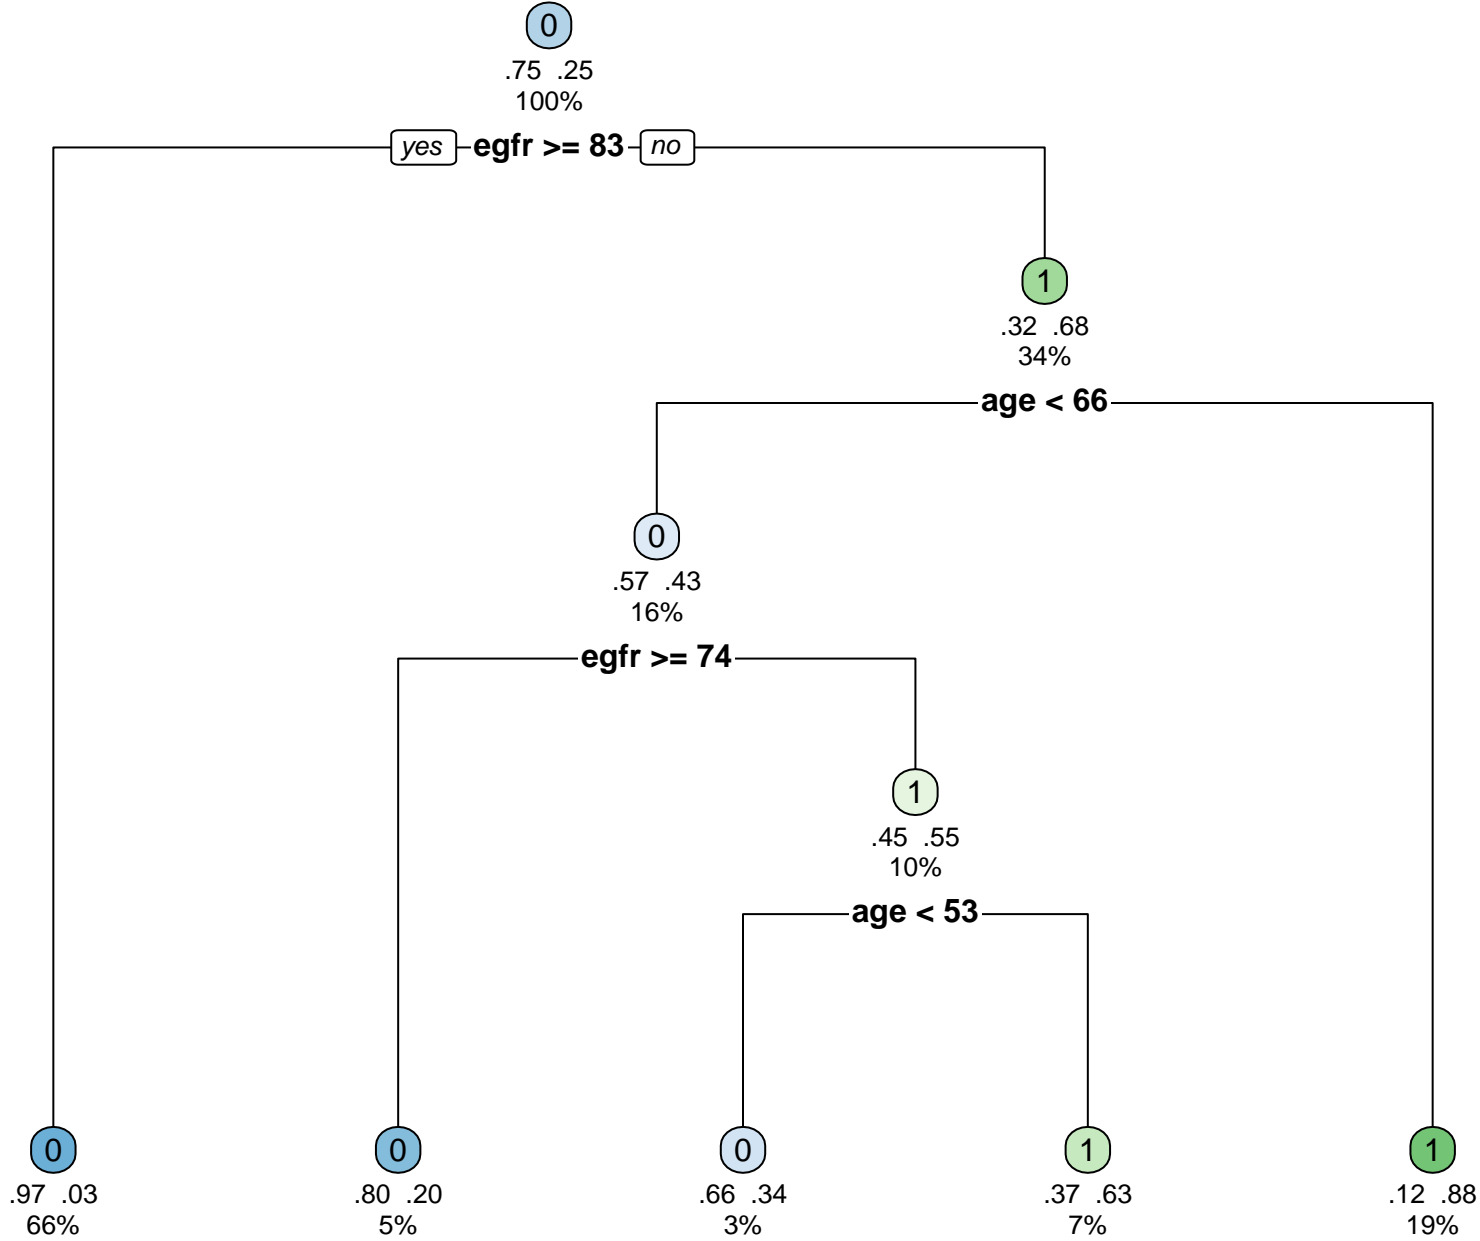 0
.75 .25
100%
yes egfr >= 83 no
1
.32 .68
34%
age < 66
0
.57 .43
16%
egfr >= 74
1
.45 .55
10%
age < 53
0 0 0 1 1
.97 .03 .80 .20 .66 .34 .37 .63 .12 .88
66% 5% 3% 7% 19%